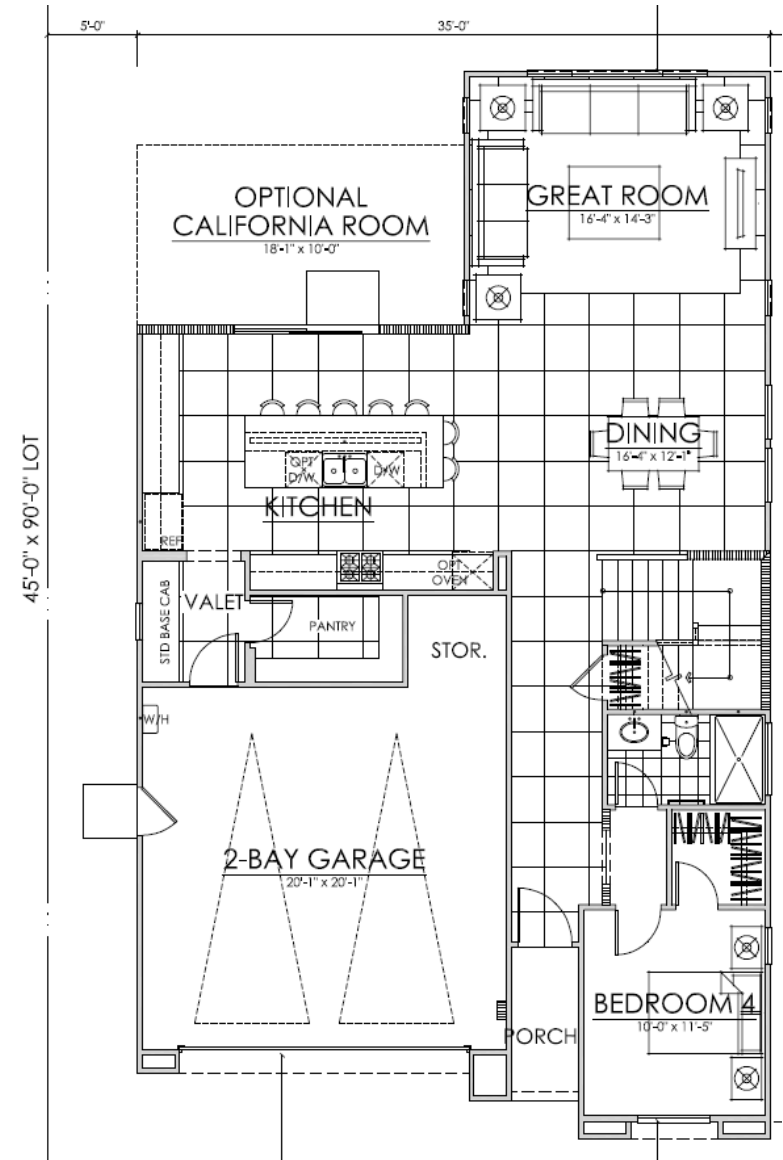 5'-0"
35'-0"
OPTIONAL
CALIFORNIA ROOM
18'-1" x 10'-0"
GREAT ROOM
16'-4" x 14'-3"
45'-0" x 90'-0" LOT
DINING
16'-4" x 12'-1"
OPT
D/W
D/W
KITCHEN
REF
OPT
OVEN
STD BASE CAB
VALET
PANTRY
STOR.
W/H
2-BAY GARAGE
20'-1" x 20'-1"
BEDROOM 4
10'-0" x 11'-5"
PORCH